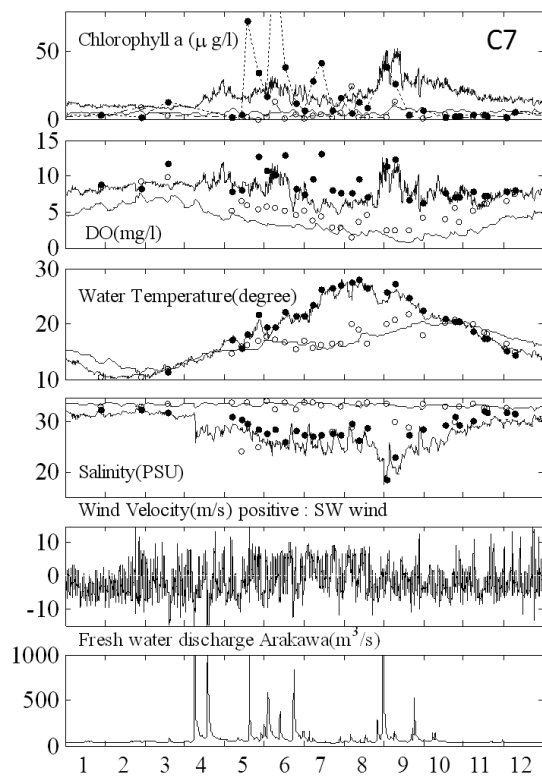 Chlorophyll a (μ g/l)
C7
50
0
15
10
5
0
DO(mg/l)
30
20
10
Water Temperature(degree)
30
20
Salinity(PSU)
Wind Velocity(m/s) positive : SW wind
10
0
-10
Fresh water discharge Arakawa(m³/s)
1000
500
0
1 2 3 4 5 6 7 8 9 10 11 12